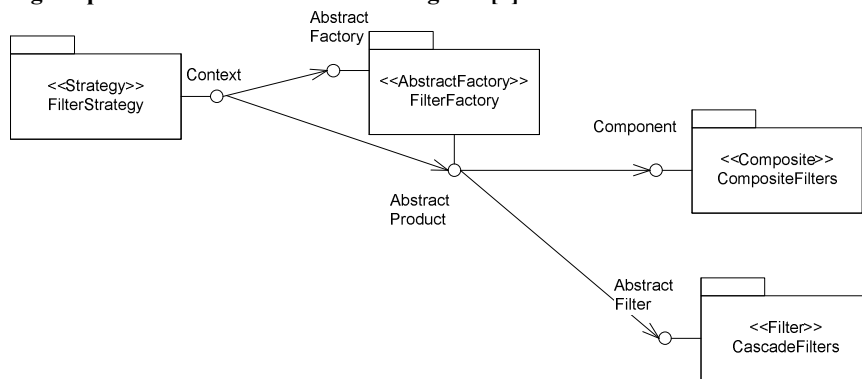 Abstract
Factory
<<Strategy>>
FilterStrategy
Context
<<AbstractFactory>>
FilterFactory
Component
<<Composite>>
CompositeFilters
Abstract
Product
Abstract
Filter
<<Filter>>
CascadeFilters